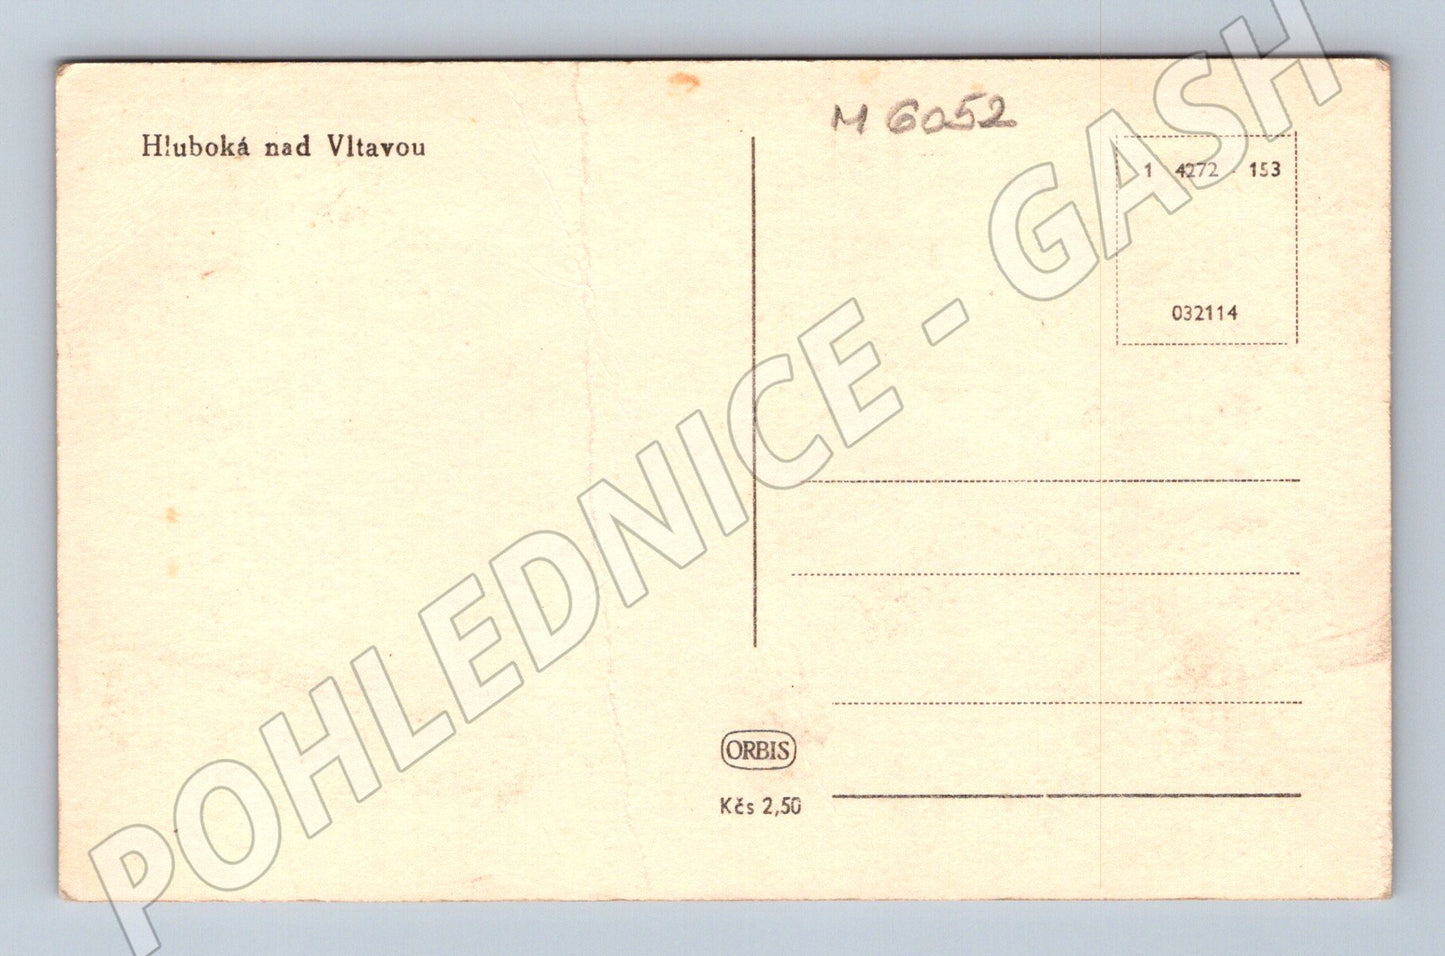 Hluboká nad Vltavou
M 6052
1 4272 - 153
032114
ORBIS
Kčs 2,50
POHLEDNICE - GASH